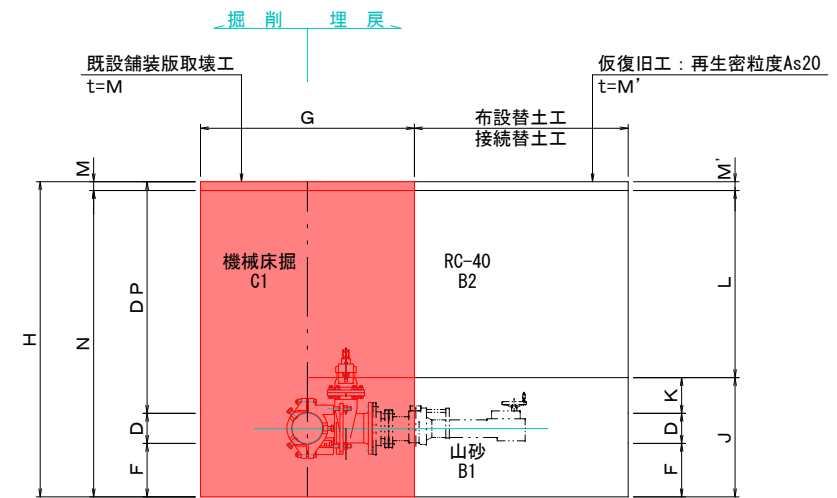 掘 削 埋 戻
既設舗装版取壊工
t=M
仮復旧工：再生密粒度As20
t=M'
G
布設替土工
接続替土工
M
M'
機械床掘
C1
RC-40
B2
H
N
DP
L
K
D
D
J
F
F
山砂
B1